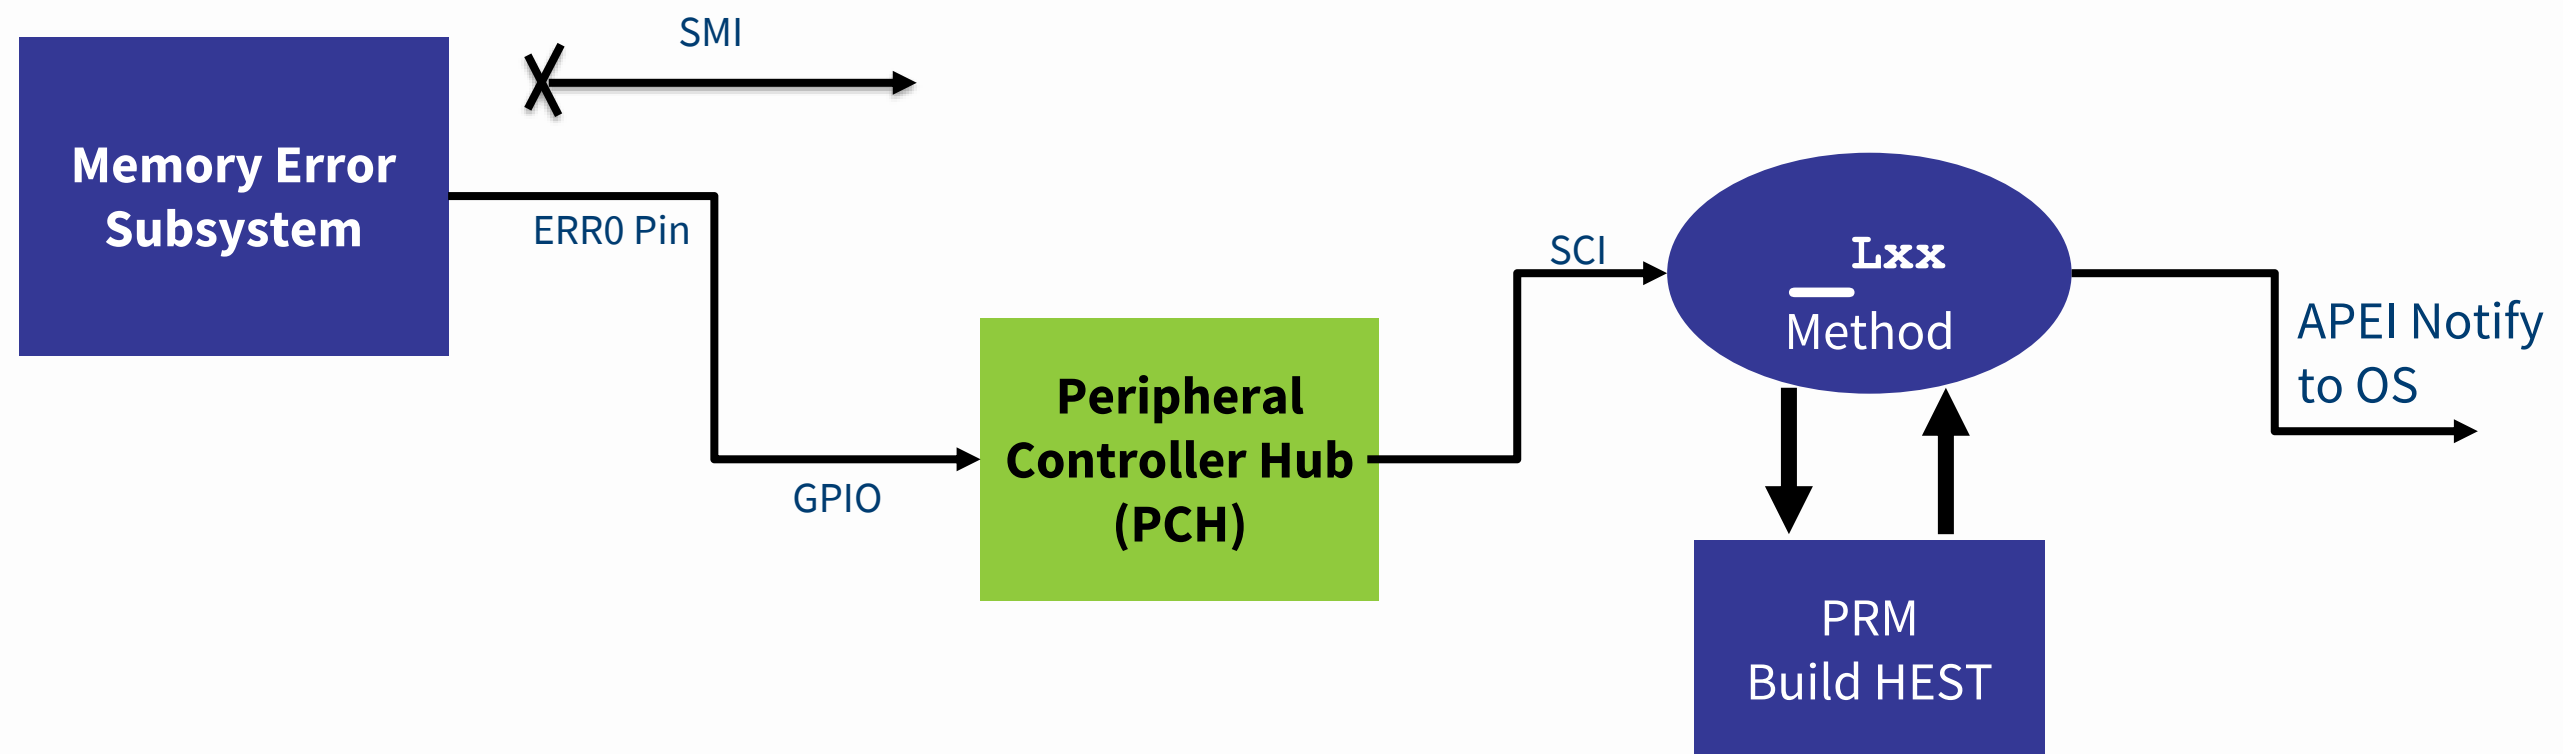 SMI
Memory Error
Subsystem
ERR0 Pin
GPIO
Peripheral
Controller Hub
(PCH)
SCI
_Lxx
Method
PRM
Build HEST
APEI Notify
to OS